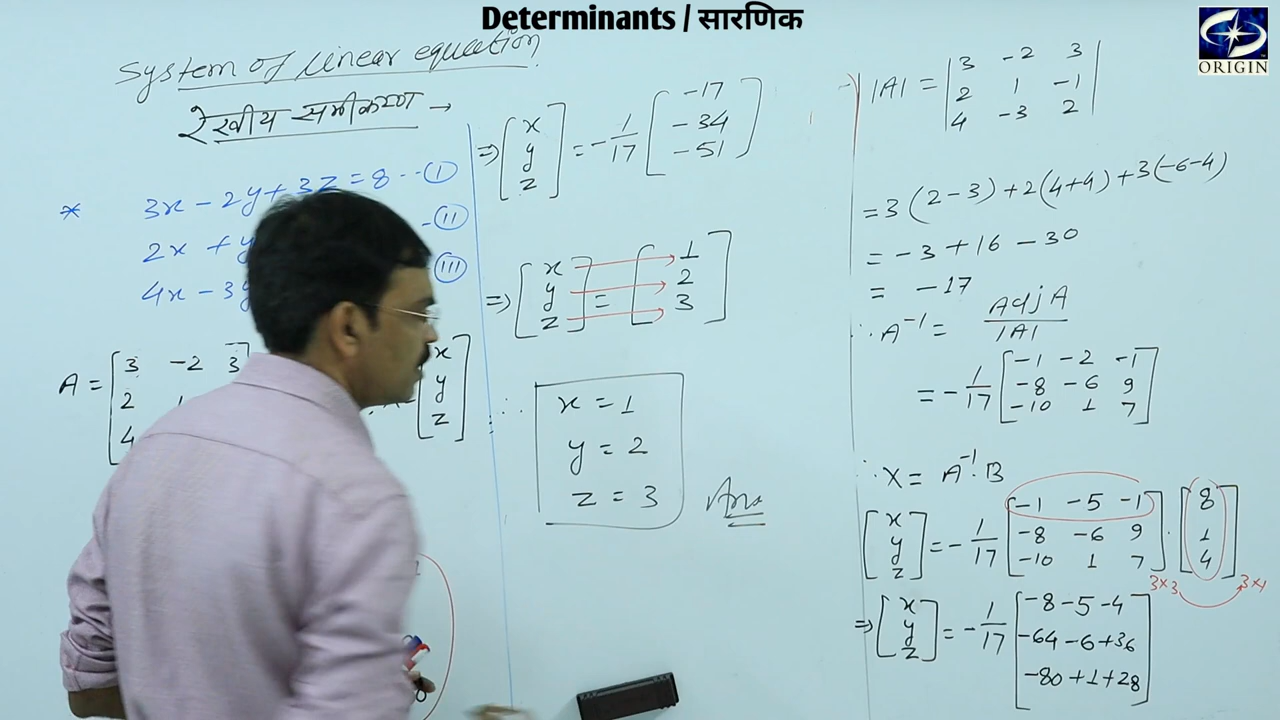 Determinants / सारणिक
ORIGIN
System of linear equation
रेखीय समीकरण →
* 3x - 2y + 3z = 8 -- (I)
2x + y - (II)
4x - 3y (III)
A = [3 -2 3
2
4
x
y
z]
⇒ [x y z] = - 1/17 [-17 -34 -51]
⇒ [x y z] = [1 2 3]
∴ x = 1
y = 2
z = 3 Ans
|A| = |3 -2 3
2 1 -1
4 -3 2|
= 3(2-3) + 2(4+4) + 3(-6-4)
= -3 + 16 - 30
= -17
∴ A⁻¹ = Adj A / |A|
= - 1/17 [-1 -2 -1
-8 -6 9
-10 1 7]
∴ X = A⁻¹.B
[x y z] = - 1/17 [-1 -5 -1
-8 -6 9
-10 1 7] . [8 1 4]
3×3 3×1
⇒ [x y z] = - 1/17 [-8-5-4
-64-6+36
-80+1+28]